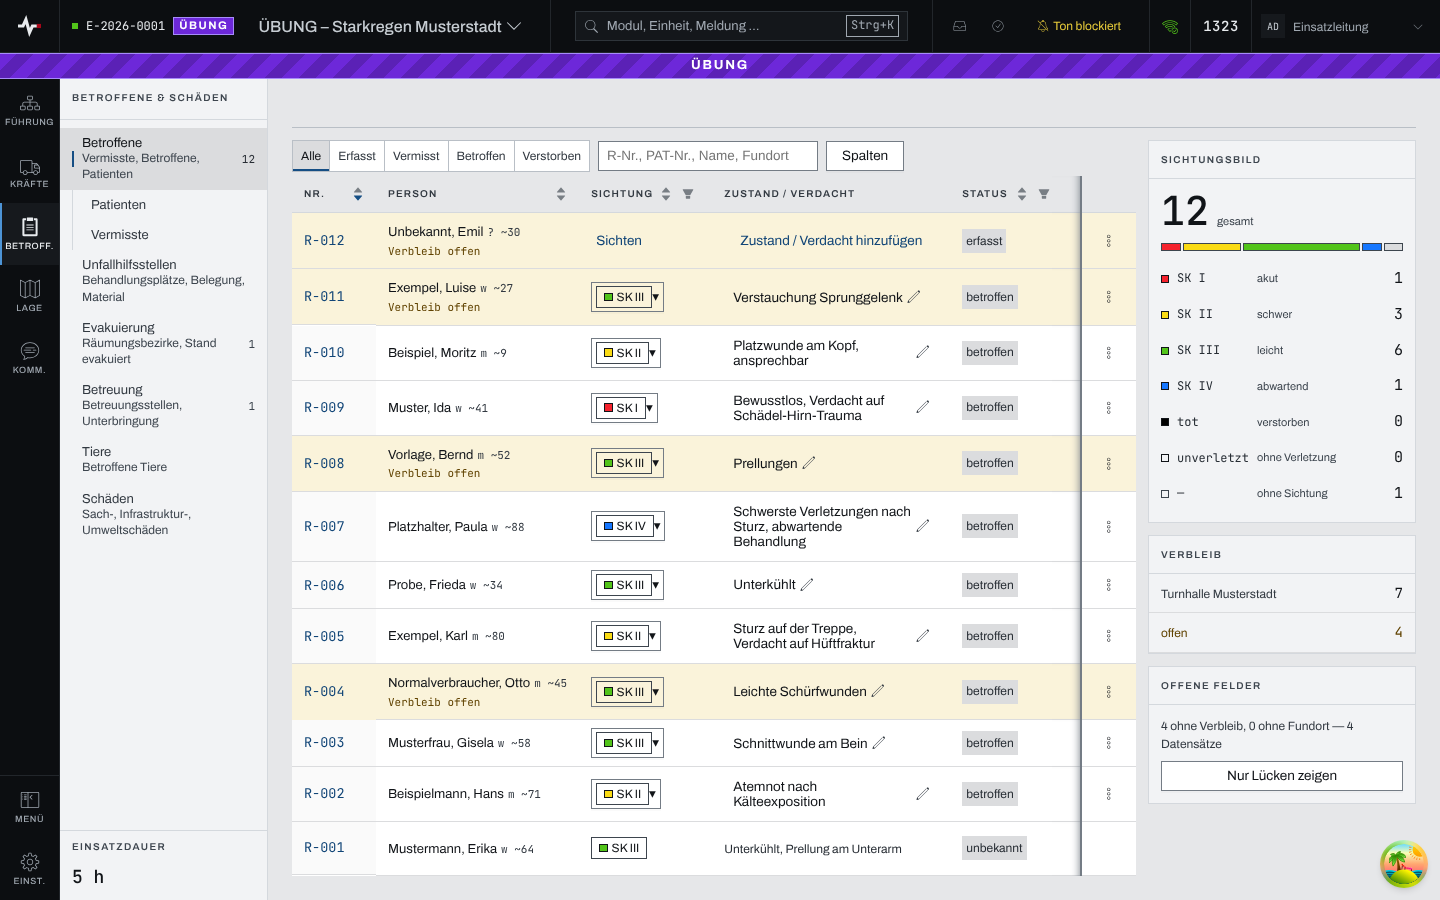 E-2026-0001 ÜBUNG ÜBUNG – Starkregen Musterstadt Modul, Einheit, Meldung ... Strg+K Ton blockiert 1323 AD Einsatzleitung
ÜBUNG
FÜHRUNG
KRÄFTE
BETROFF.
LAGE
KOMM.
MENÜ
EINST.
BETROFFENE & SCHÄDEN
Betroffene
Vermisste, Betroffene, 12
Patienten
Patienten
Vermisste
Unfallhilfsstellen
Behandlungsplätze, Belegung,
Material
Evakuierung
Räumungsbezirke, Stand 1
evakuiert
Betreuung
Betreuungsstellen, 1
Unterbringung
Tiere
Betroffene Tiere
Schäden
Sach-, Infrastruktur-,
Umweltschäden
EINSATZDAUER
5 h
Alle Erfasst Vermisst Betroffen Verstorben R-Nr., PAT-Nr., Name, Fundort Spalten
NR. PERSON SICHTUNG ZUSTAND / VERDACHT STATUS
R-012 Unbekannt, Emil ? ~30 Sichten Zustand / Verdacht hinzufügen erfasst
Verbleib offen
R-011 Exempel, Luise w ~27 SK III Verstauchung Sprunggelenk betroffen
Verbleib offen
R-010 Beispiel, Moritz m ~9 SK II Platzwunde am Kopf, betroffen
ansprechbar
R-009 Muster, Ida w ~41 SK I Bewusstlos, Verdacht auf betroffen
Schädel-Hirn-Trauma
R-008 Vorlage, Bernd m ~52 SK III Prellungen betroffen
Verbleib offen
R-007 Platzhalter, Paula w ~88 SK IV Schwerste Verletzungen nach betroffen
Sturz, abwartende
Behandlung
R-006 Probe, Frieda w ~34 SK III Unterkühlt betroffen
R-005 Exempel, Karl m ~80 SK II Sturz auf der Treppe, betroffen
Verdacht auf Hüftfraktur
R-004 Normalverbraucher, Otto m ~45 SK III Leichte Schürfwunden betroffen
Verbleib offen
R-003 Musterfrau, Gisela w ~58 SK III Schnittwunde am Bein betroffen
R-002 Beispielmann, Hans m ~71 SK II Atemnot nach betroffen
Kälteexposition
R-001 Mustermann, Erika w ~64 SK III Unterkühlt, Prellung am Unterarm unbekannt
SICHTUNGSBILD
12 gesamt
SK I akut 1
SK II schwer 3
SK III leicht 6
SK IV abwartend 1
tot verstorben 0
unverletzt ohne Verletzung 0
— ohne Sichtung 1
VERBLEIB
Turnhalle Musterstadt 7
offen 4
OFFENE FELDER
4 ohne Verbleib, 0 ohne Fundort — 4
Datensätze
Nur Lücken zeigen